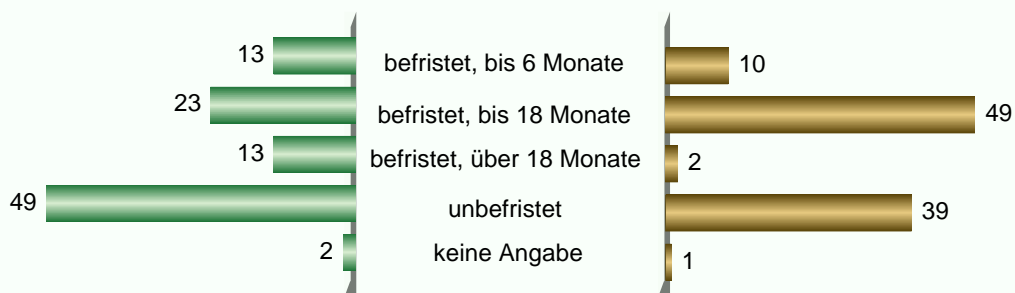 13 befristet, bis 6 Monate 10
23 befristet, bis 18 Monate 49
13 befristet, über 18 Monate 2
49 unbefristet 39
2 keine Angabe 1